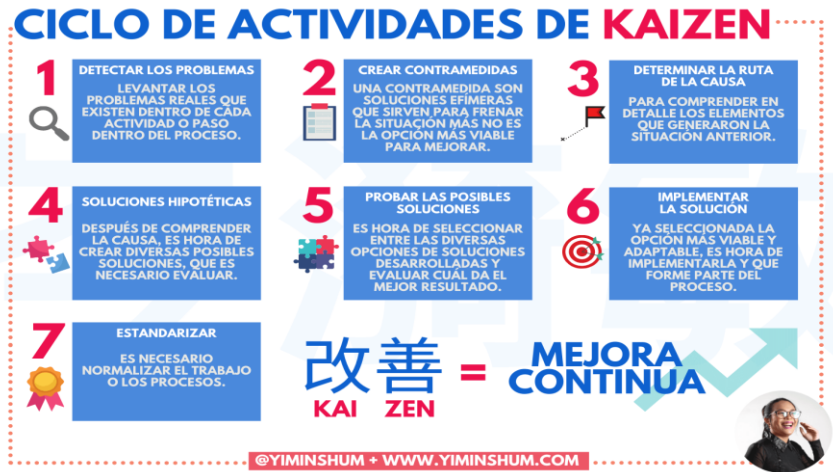 CICLO DE ACTIVIDADES DE KAIZEN
1
DETECTAR LOS PROBLEMAS
LEVANTAR LOS
PROBLEMAS REALES QUE
EXISTEN DENTRO DE CADA
ACTIVIDAD O PASO
DENTRO DEL PROCESO.
2
CREAR CONTRAMEDIDAS
UNA CONTRAMEDIDA SON
SOLUCIONES EFÍMERAS
QUE SIRVEN PARA FRENAR
LA SITUACIÓN MÁS NO ES
LA OPCIÓN MÁS VIABLE
PARA MEJORAR.
3
DETERMINAR LA RUTA
DE LA CAUSA
PARA COMPRENDER EN
DETALLE LOS ELEMENTOS
QUE GENERARON LA
SITUACIÓN ANTERIOR.
4
SOLUCIONES HIPOTÉTICAS
DESPUÉS DE COMPRENDER
LA CAUSA, ES HORA DE
CREAR DIVERSAS POSIBLES
SOLUCIONES, QUE ES
NECESARIO EVALUAR.
5
PROBAR LAS POSIBLES
SOLUCIONES
ES HORA DE SELECCIONAR
ENTRE LAS DIVERSAS
OPCIONES DE SOLUCIONES
DESARROLLADAS Y
EVALUAR CUÁL DA EL
MEJOR RESULTADO.
6
IMPLEMENTAR
LA SOLUCIÓN
YA SELECCIONADA LA
OPCIÓN MÁS VIABLE Y
ADAPTABLE, ES HORA DE
IMPLEMENTARLA Y QUE
FORME PARTE DEL
PROCESO.
7
ESTANDARIZAR
ES NECESARIO
NORMALIZAR EL TRABAJO
O LOS PROCESOS.
改善
KAI ZEN
=
MEJORA
CONTINUA
@YIMINSHUM + WWW.YIMINSHUM.COM